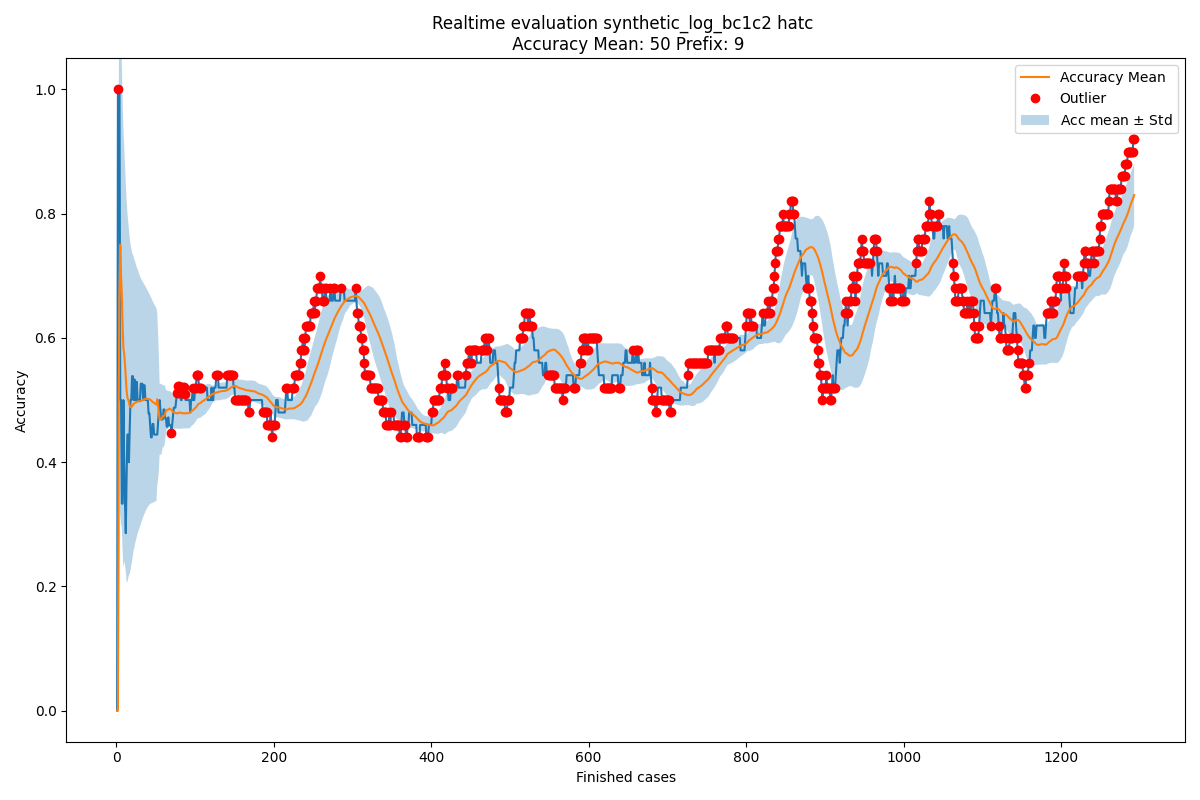 Realtime evaluation synthetic_log_bc1c2 hatc
Accuracy Mean: 50 Prefix: 9
Accuracy Mean
Outlier
Acc mean ± Std
1.0
0.8
0.6
0.4
0.2
0.0
Accuracy
0 200 400 600 800 1000 1200
Finished cases